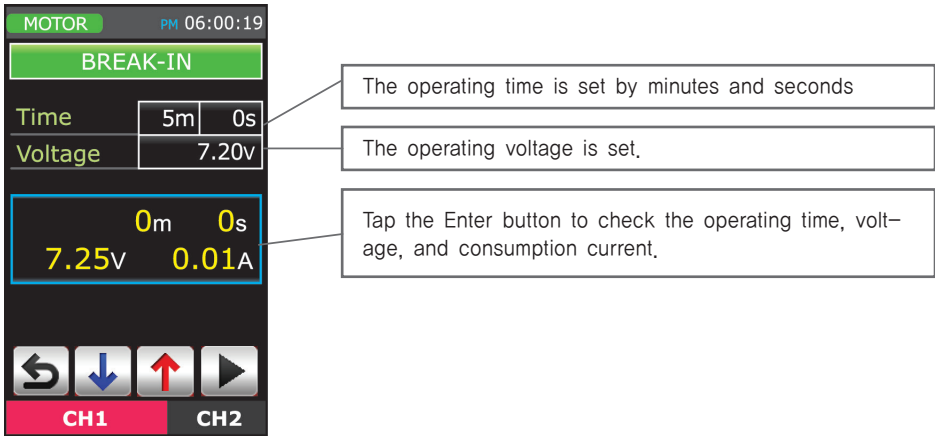 MOTOR PM 06:00:19
BREAK-IN
Time 5m 0s
Voltage 7.20v
0m 0s
7.25V 0.01A
CH1 CH2
The operating time is set by minutes and seconds
The operating voltage is set.
Tap the Enter button to check the operating time, volt-
age, and consumption current.